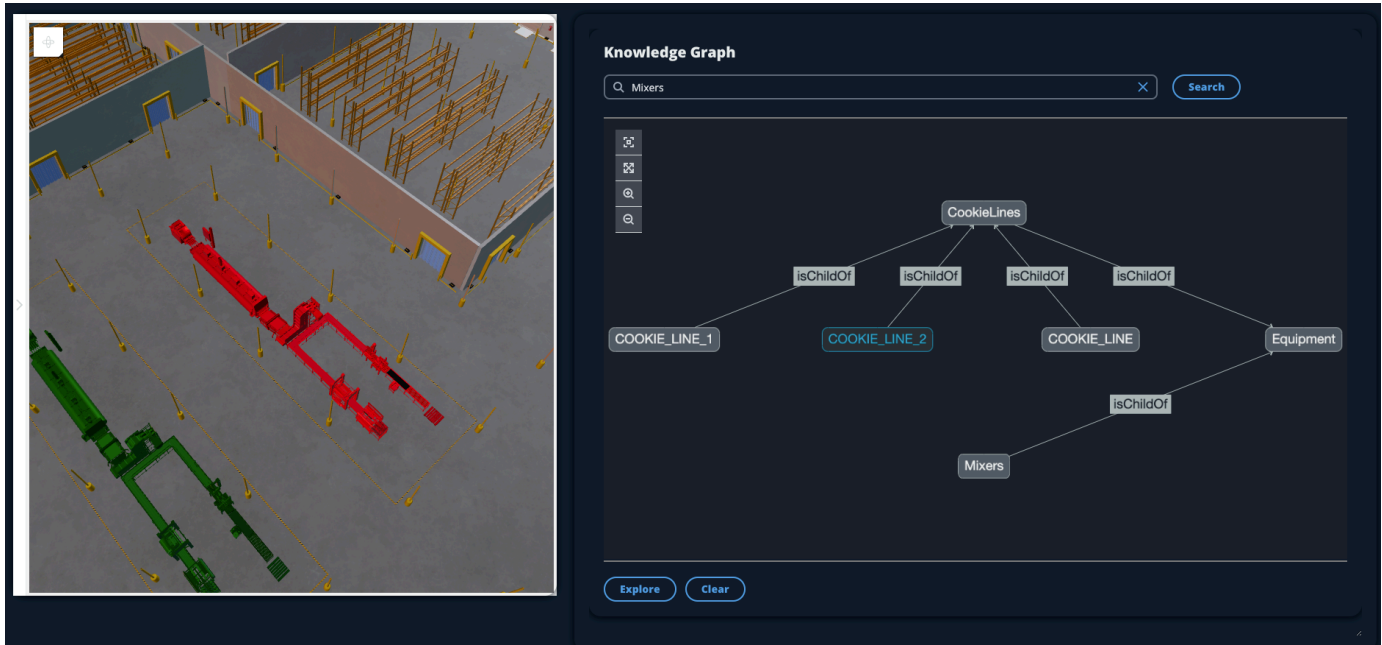 Knowledge Graph
Mixers
Search
CookieLines
isChildOf isChildOf isChildOf isChildOf
COOKIE_LINE_1 COOKIE_LINE_2 COOKIE_LINE Equipment
isChildOf
Mixers
Explore Clear